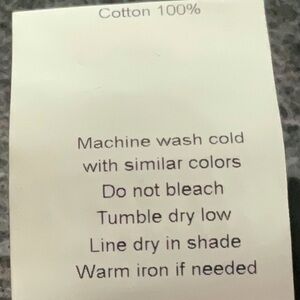 Cotton 100%
Machine wash cold
with similar colors
Do not bleach
Tumble dry low
Line dry in shade
Warm iron if needed